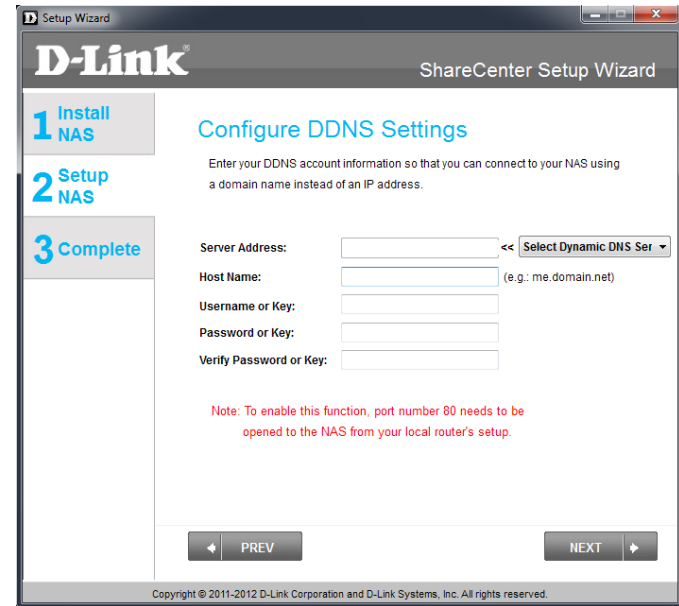 Setup Wizard
D-Link®
ShareCenter Setup Wizard
1 Install
NAS
2 Setup
NAS
3 Complete
Configure DDNS Settings
Enter your DDNS account information so that you can connect to your NAS using
a domain name instead of an IP address.
Server Address: << Select Dynamic DNS Ser
Host Name: (e.g.: me.domain.net)
Username or Key:
Password or Key:
Verify Password or Key:
Note: To enable this function, port number 80 needs to be
opened to the NAS from your local router's setup.
PREV NEXT
Copyright © 2011-2012 D-Link Corporation and D-Link Systems, Inc. All rights reserved.